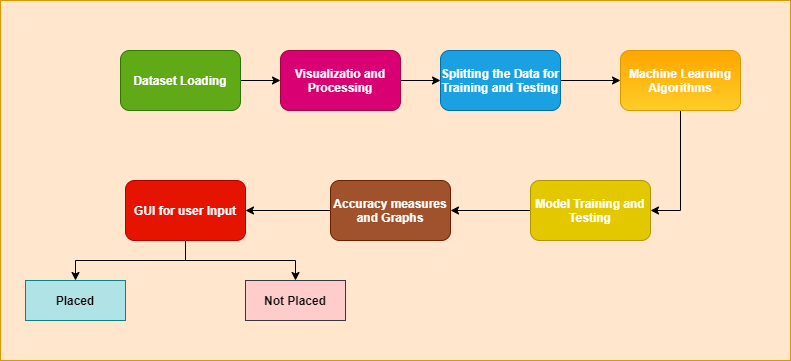 Dataset Loading
Visualizatio and
Processing
Splitting the Data for
Training and Testing
Machine Learning
Algorithms
Model Training and
Testing
Accuracy measures
and Graphs
GUI for user Input
Placed
Not Placed